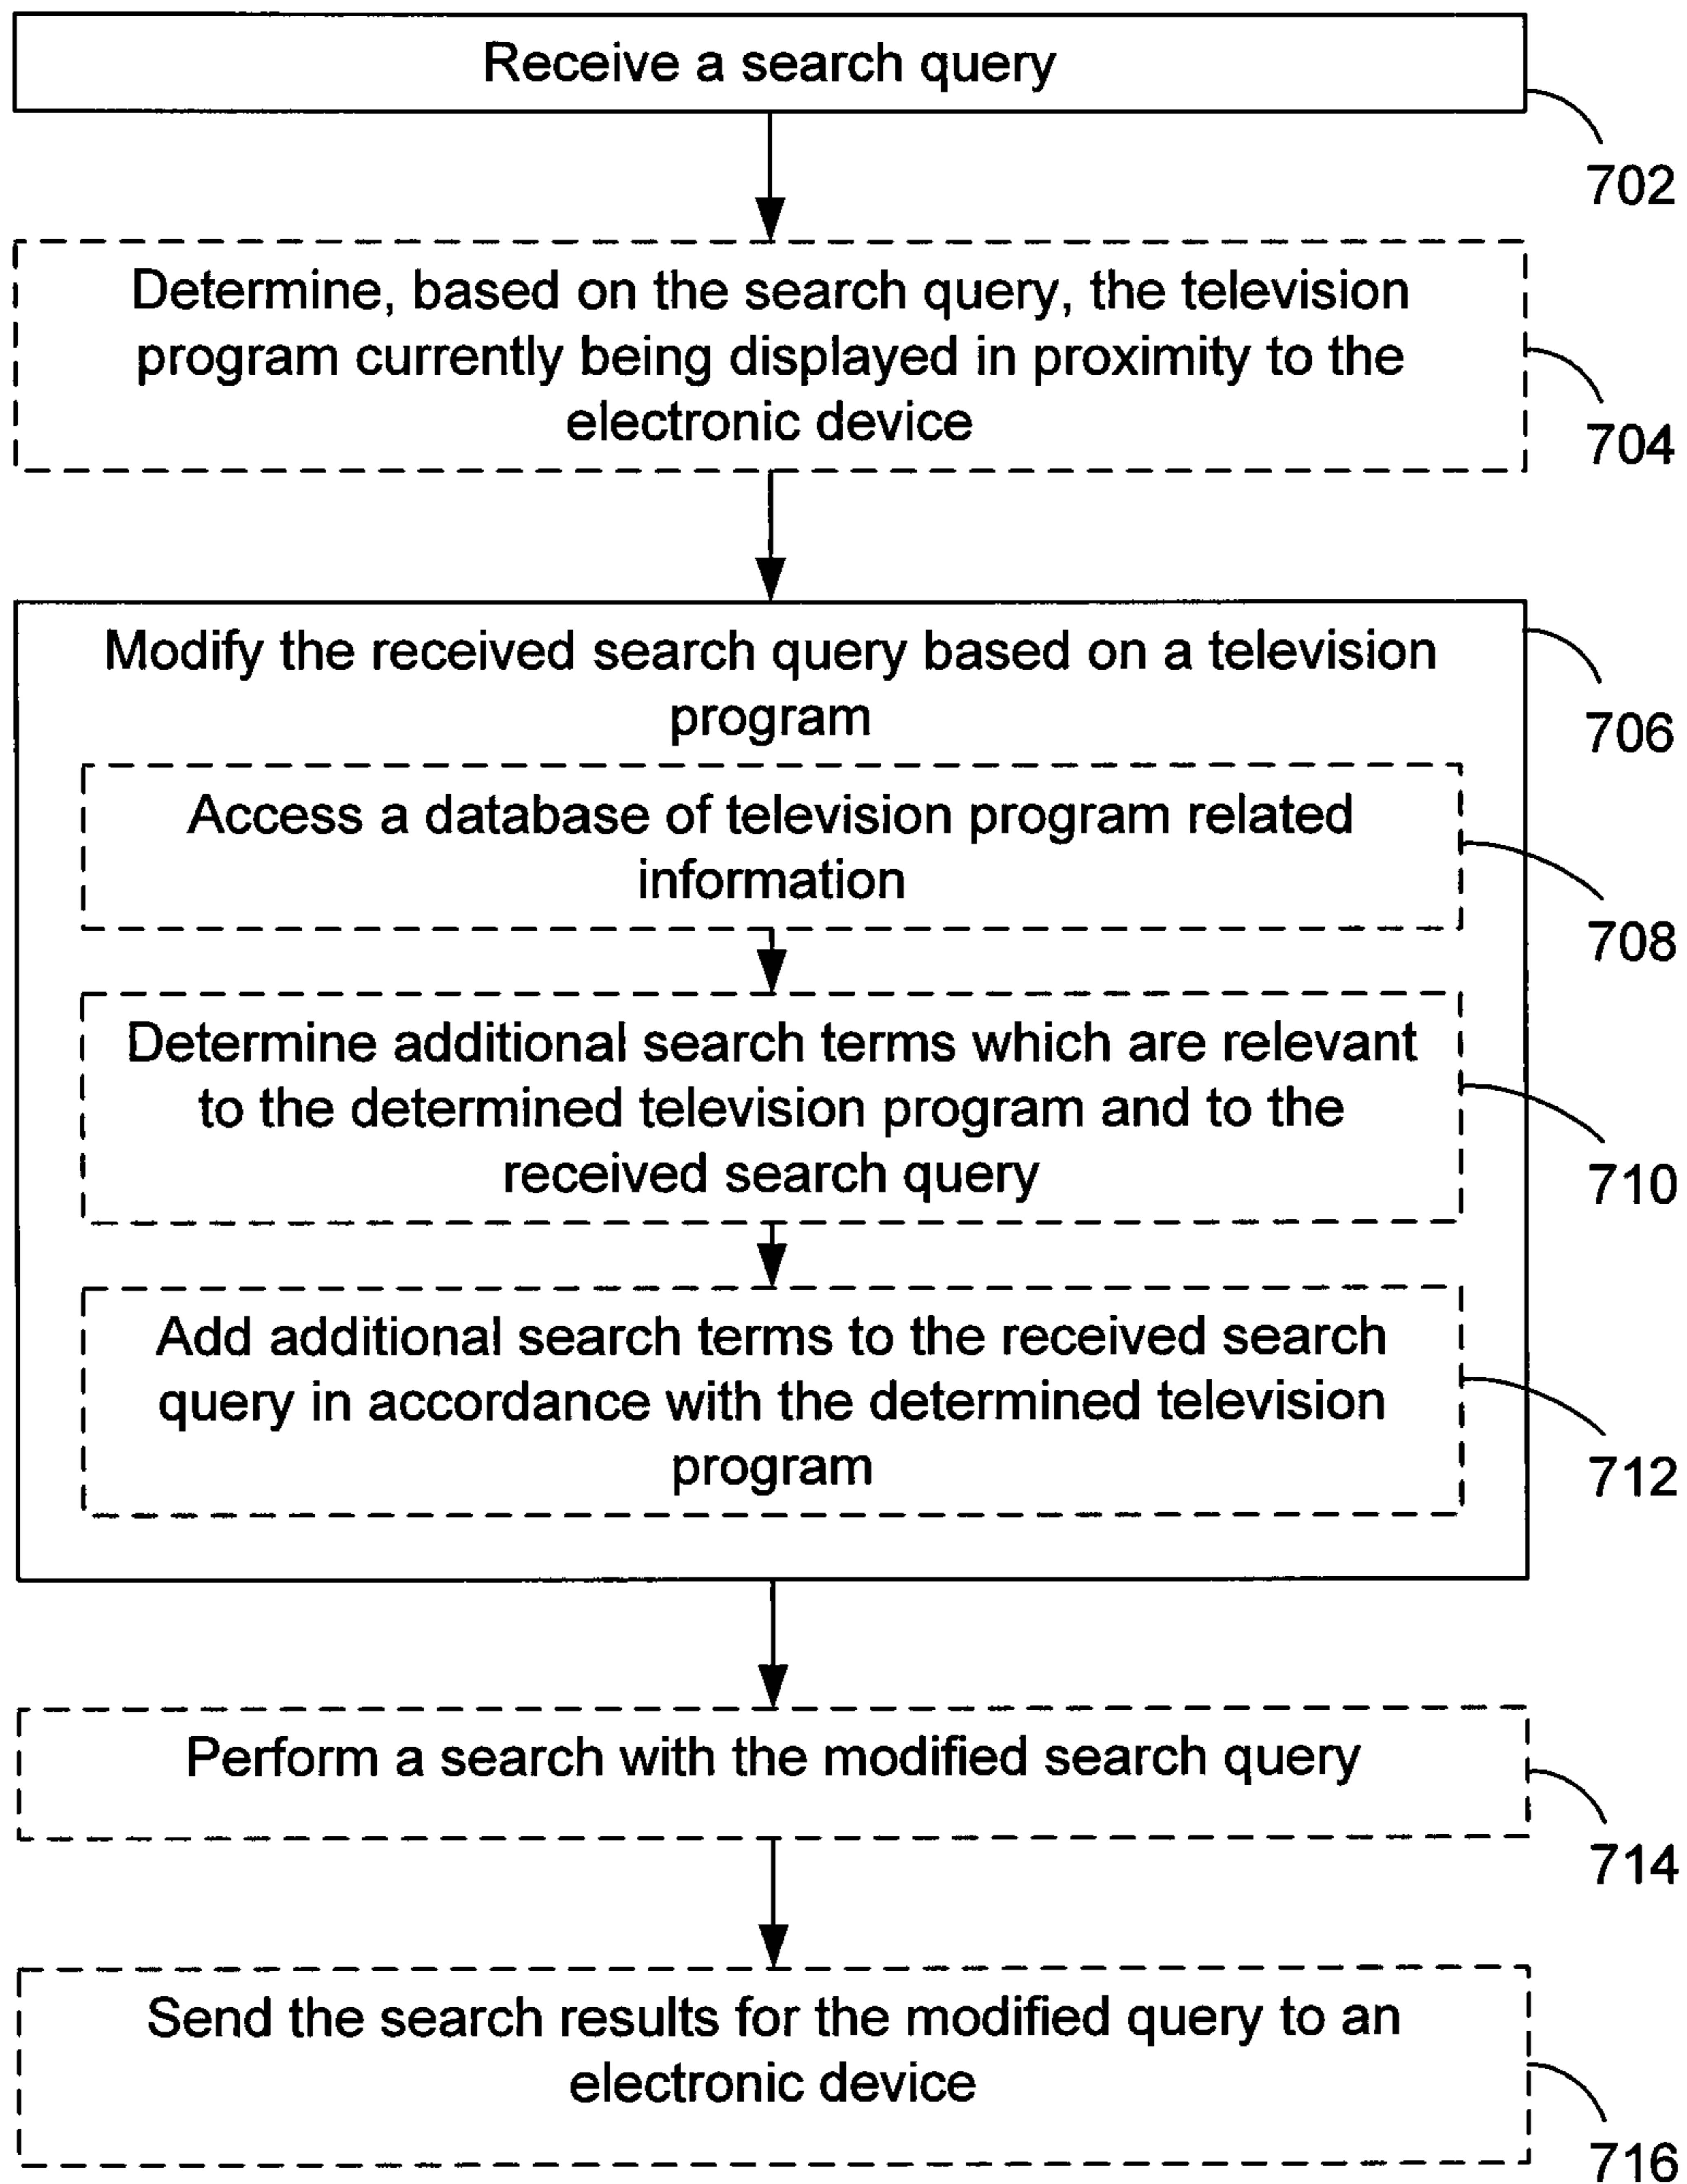 Receive a search query
702
Determine, based on the search query, the television
program currently being displayed in proximity to the
electronic device
704
Modify the received search query based on a television
program
706
Access a database of television program related
information
708
Determine additional search terms which are relevant
to the determined television program and to the
received search query
710
Add additional search terms to the received search
query in accordance with the determined television
program
712
Perform a search with the modified search query
714
Send the search results for the modified query to an
electronic device
716